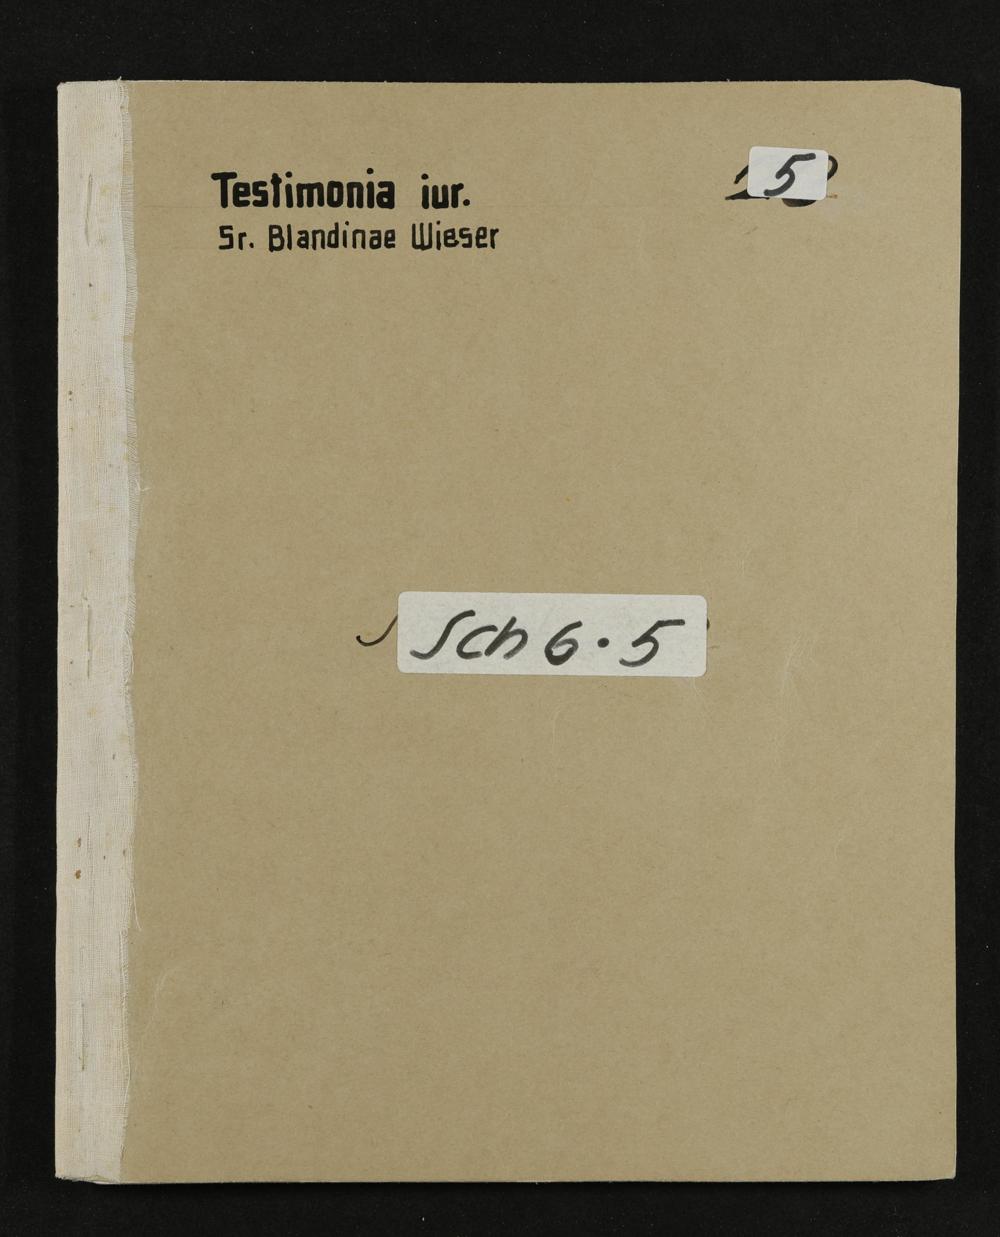 Testimonia iur.
5
Sr. Blandinae Wieser
Sch 6.5